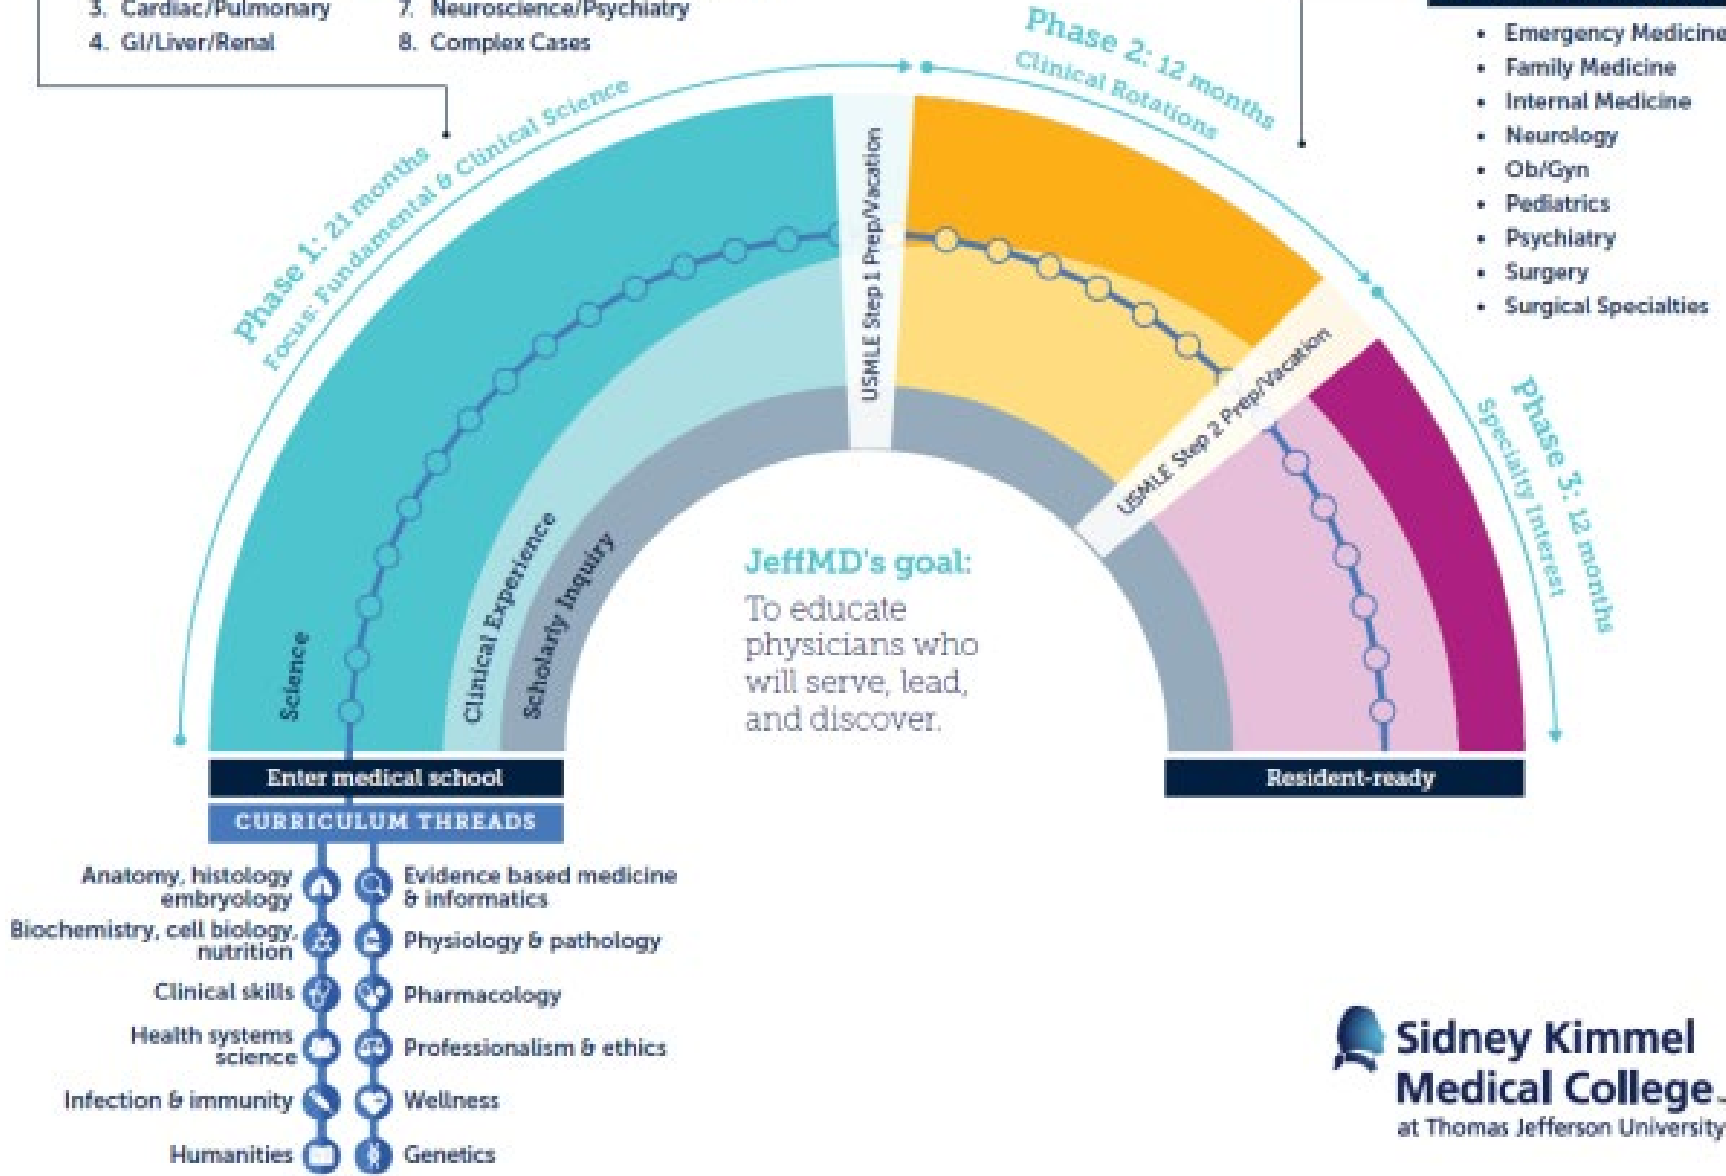 3. Cardiac/Pulmonary
4. GI/Liver/Renal
7. Neuroscience/Psychiatry
8. Complex Cases
Phase 1: 21 months
Focus: Fundamental & Clinical Science
Phase 2: 12 months
Clinical Rotations
Phase 3: 12 months
Specialty Interest
• Emergency Medicine
• Family Medicine
• Internal Medicine
• Neurology
• Ob/Gyn
• Pediatrics
• Psychiatry
• Surgery
• Surgical Specialties
USMLE Step 1 Prep/Vacation
USMLE Step 2 Prep/Vacation
Science
Clinical Experience
Scholarly Inquiry
JeffMD's goal:
To educate
physicians who
will serve, lead,
and discover.
Enter medical school
Resident-ready
CURRICULUM THREADS
Anatomy, histology
embryology
Biochemistry, cell biology,
nutrition
Clinical skills
Health systems
science
Infection & immunity
Humanities
Evidence based medicine
& informatics
Physiology & pathology
Pharmacology
Professionalism & ethics
Wellness
Genetics
Sidney Kimmel
Medical College
at Thomas Jefferson University